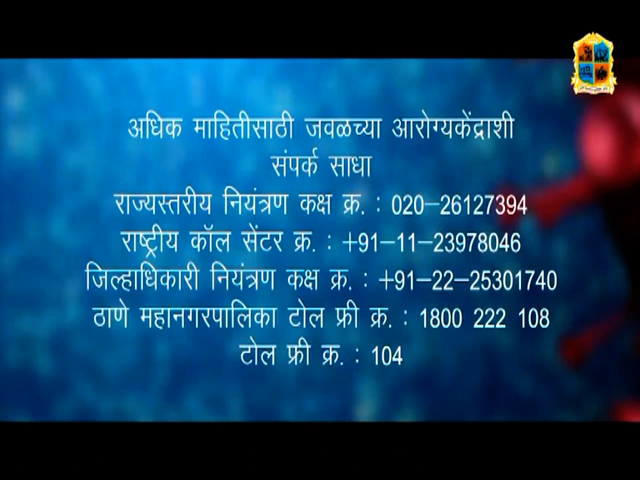 अधिक माहितीसाठी जवळच्या आरोग्यकेंद्राशी
संपर्क साधा
राज्यस्तरीय नियंत्रण कक्ष क्र. : 020–26127394
राष्ट्रीय कॉल सेंटर क्र. : +91–11–23978046
जिल्हाधिकारी नियंत्रण कक्ष क्र. : +91–22–25301740
ठाणे महानगरपालिका टोल फ्री क्र. : 1800 222 108
टोल फ्री क्र. : 104